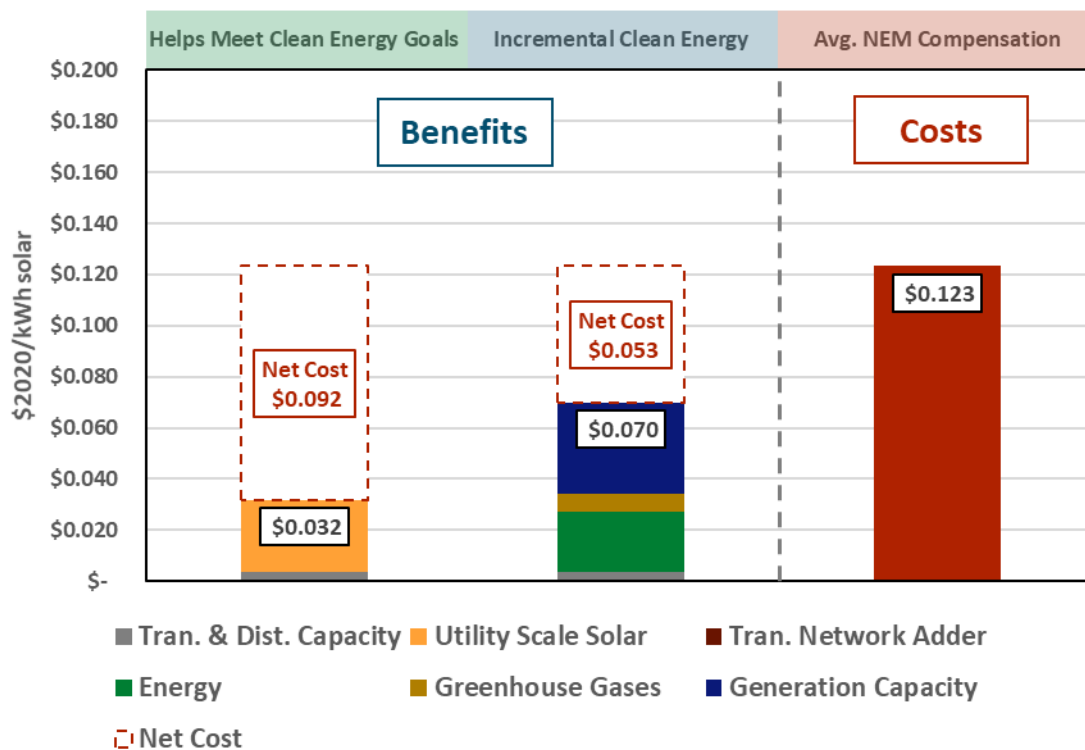 Helps Meet Clean Energy Goals
Incremental Clean Energy
Avg. NEM Compensation
$0.200
$0.180
$0.160
$0.140
$0.120
$0.100
$0.080
$0.060
$0.040
$0.020
$-
$2020/kWh solar
Benefits
Costs
Net Cost
$0.092
$0.032
Net Cost
$0.053
$0.070
$0.123
Tran. & Dist. Capacity
Utility Scale Solar
Tran. Network Adder
Energy
Greenhouse Gases
Generation Capacity
Net Cost